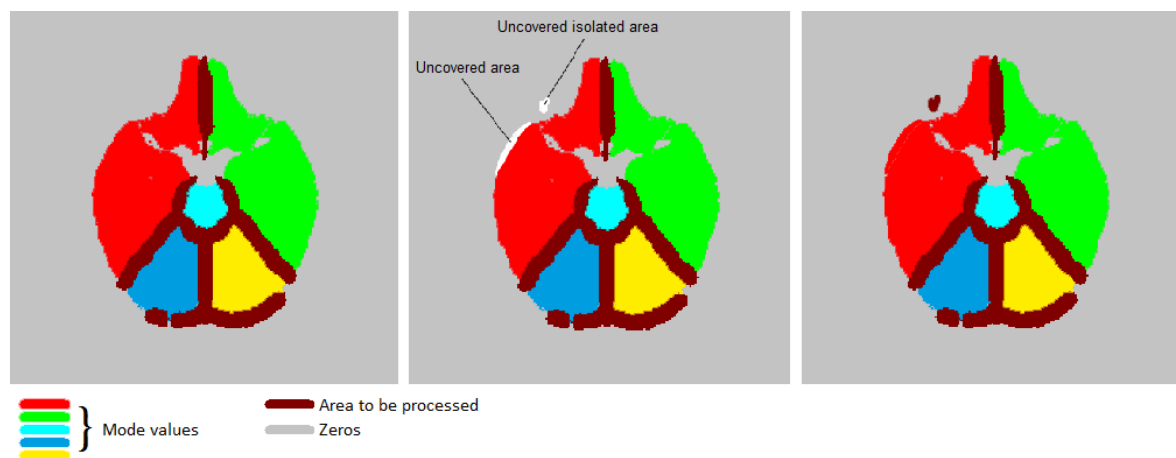 Uncovered isolated area
Uncovered area
Mode values
Area to be processed
Zeros